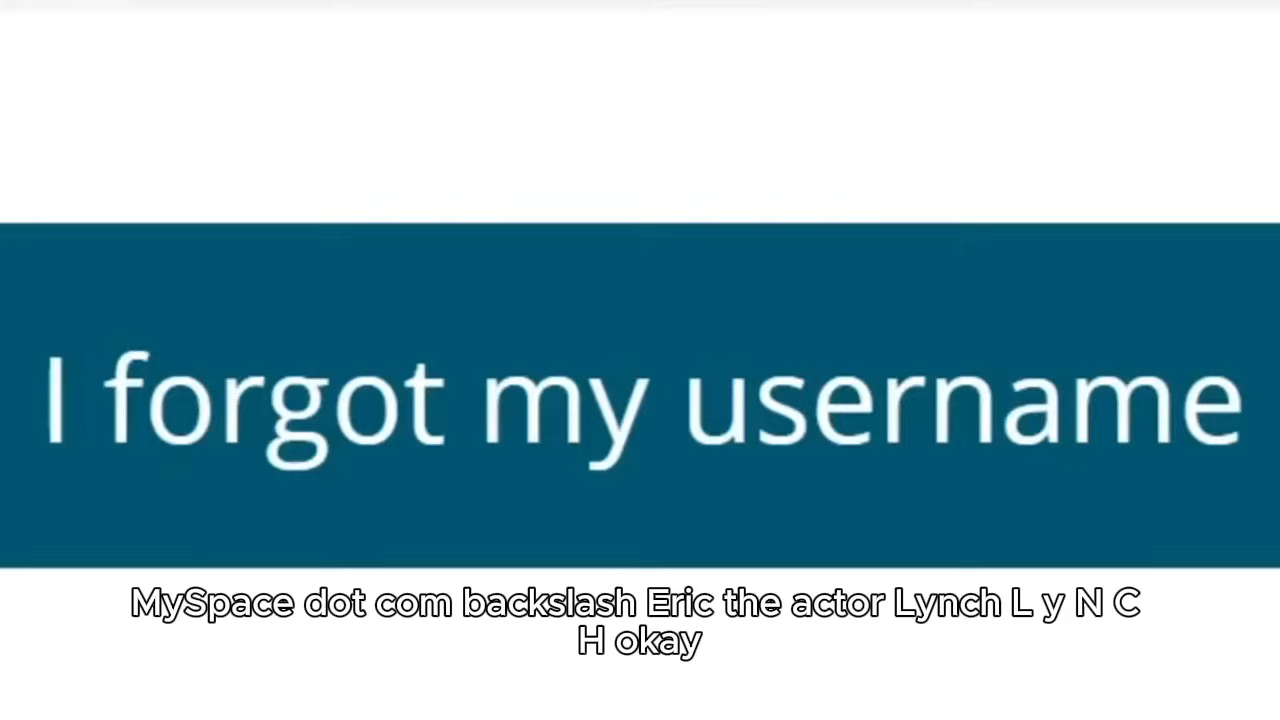 I forgot my username
MySpace dot com backslash Eric the actor Lynch L y N C
H okay